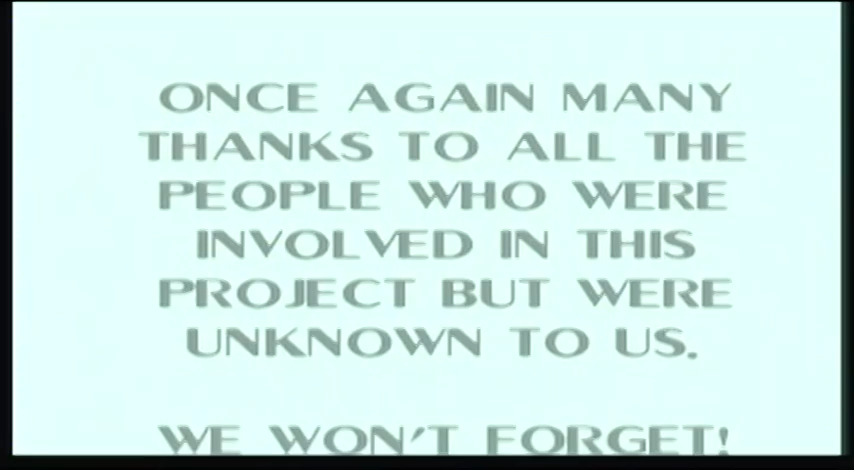 ONCE AGAIN MANY
THANKS TO ALL THE
PEOPLE WHO WERE
INVOLVED IN THIS
PROJECT BUT WERE
UNKNOWN TO US.
WE WON'T FORGET!